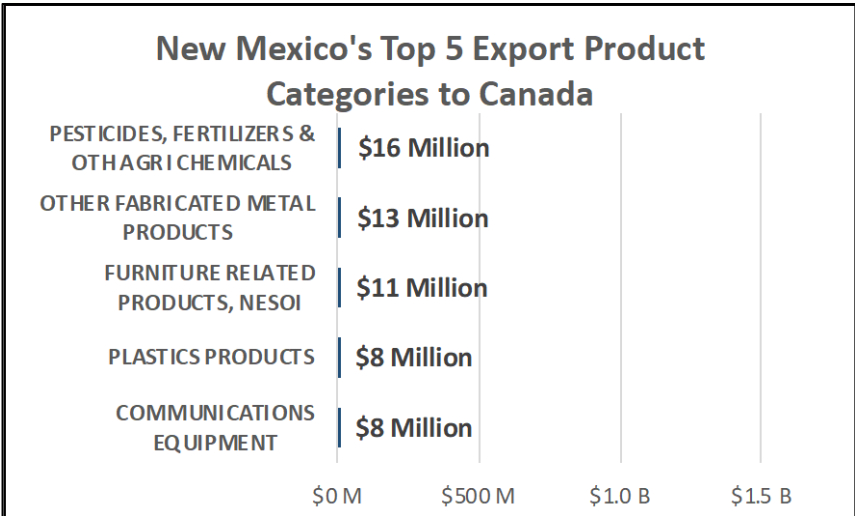 New Mexico's Top 5 Export Product
Categories to Canada
PESTICIDES, FERTILIZERS &
OTH AGRI CHEMICALS
$16 Million
OTHER FABRICATED METAL
PRODUCTS
$13 Million
FURNITURE RELATED
PRODUCTS, NESOI
$11 Million
PLASTICS PRODUCTS
$8 Million
COMMUNICATIONS
EQUIPMENT
$8 Million
$0 M $500 M $1.0 B $1.5 B